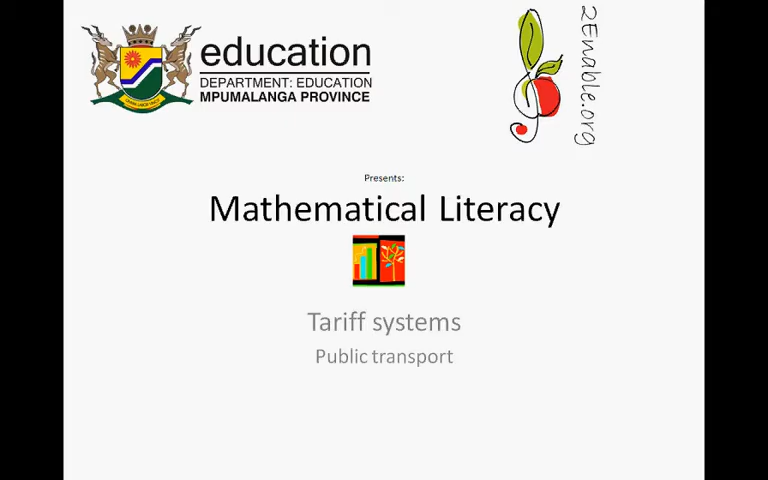 education
DEPARTMENT: EDUCATION
MPUMALANGA PROVINCE
2Enable.org
Presents:
Mathematical Literacy
Tariff systems
Public transport